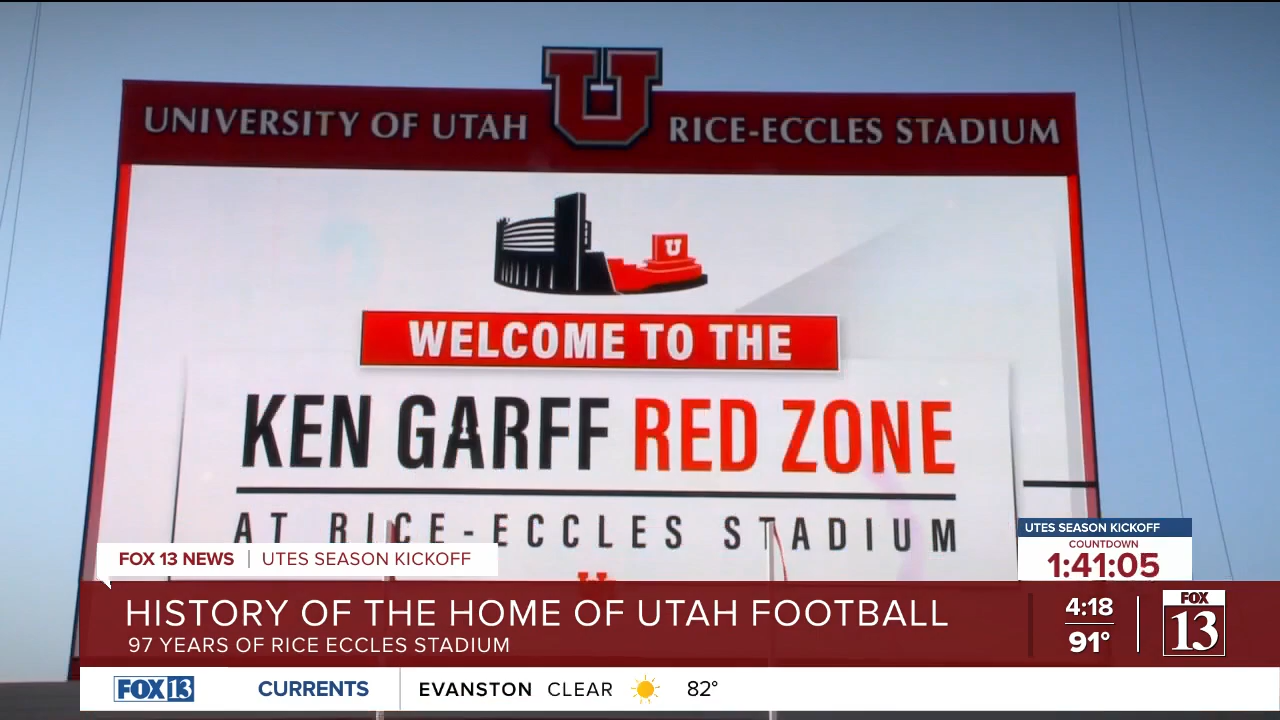 UNIVERSITY OF UTAH U RICE-ECCLES STADIUM
U
WELCOME TO THE
KEN GARFF RED ZONE
AT RICE-ECCLES STADIUM
UTES SEASON KICKOFF
COUNTDOWN
1:41:05
FOX 13 NEWS | UTES SEASON KICKOFF
HISTORY OF THE HOME OF UTAH FOOTBALL
97 YEARS OF RICE ECCLES STADIUM
4:18
91°
FOX
13
FOX 13 CURRENTS EVANSTON CLEAR 82°